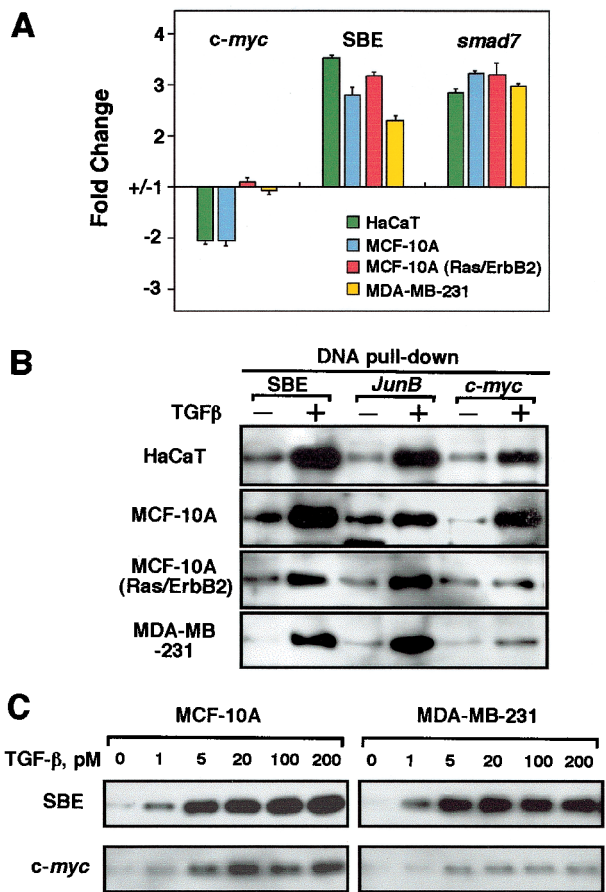 A
c-myc SBE smad7
Fold Change
4
3
2
+/-1
-2
-3
HaCaT
MCF-10A
MCF-10A (Ras/ErbB2)
MDA-MB-231
B
DNA pull-down
SBE JunB c-myc
TGFβ − + − + − +
HaCaT
MCF-10A
MCF-10A
(Ras/ErbB2)
MDA-MB
-231
C
MCF-10A MDA-MB-231
TGF-β, pM 0 1 5 20 100 200 0 1 5 20 100 200
SBE
c-myc